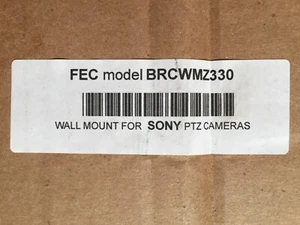 FEC model BRCWMZ330
WALL MOUNT FOR SONY PTZ CAMERAS